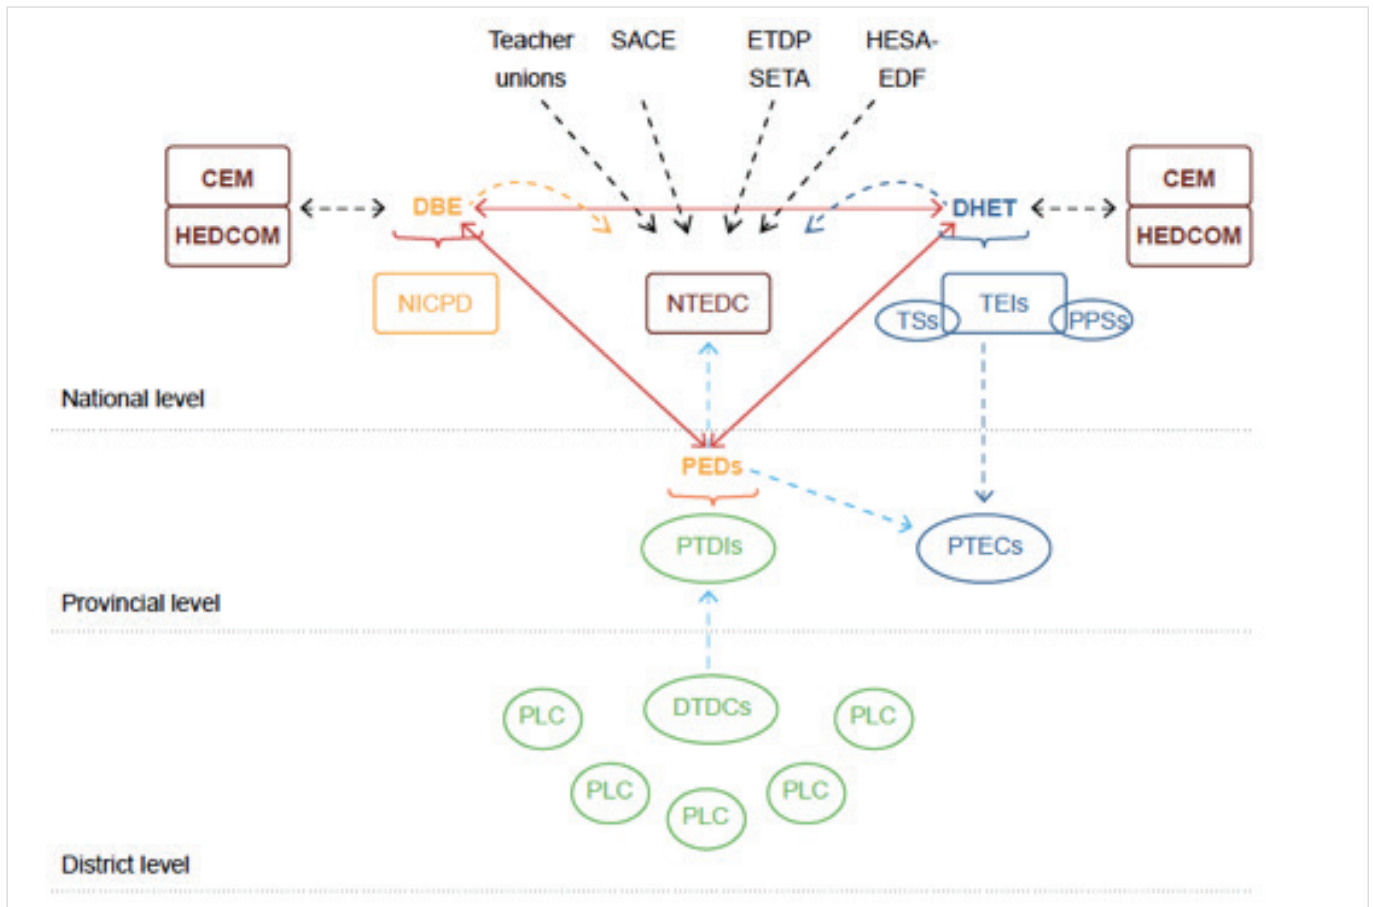 Teacher SACE ETDP HESA-
unions SETA EDF
CEM CEM
DBE DHET
HEDCOM HEDCOM
NICPD NTEDC TEIs
TSs PPSs
National level
PEDs
PTDIs PTECs
Provincial level
DTDCs
PLC PLC
PLC PLC
PLC
District level